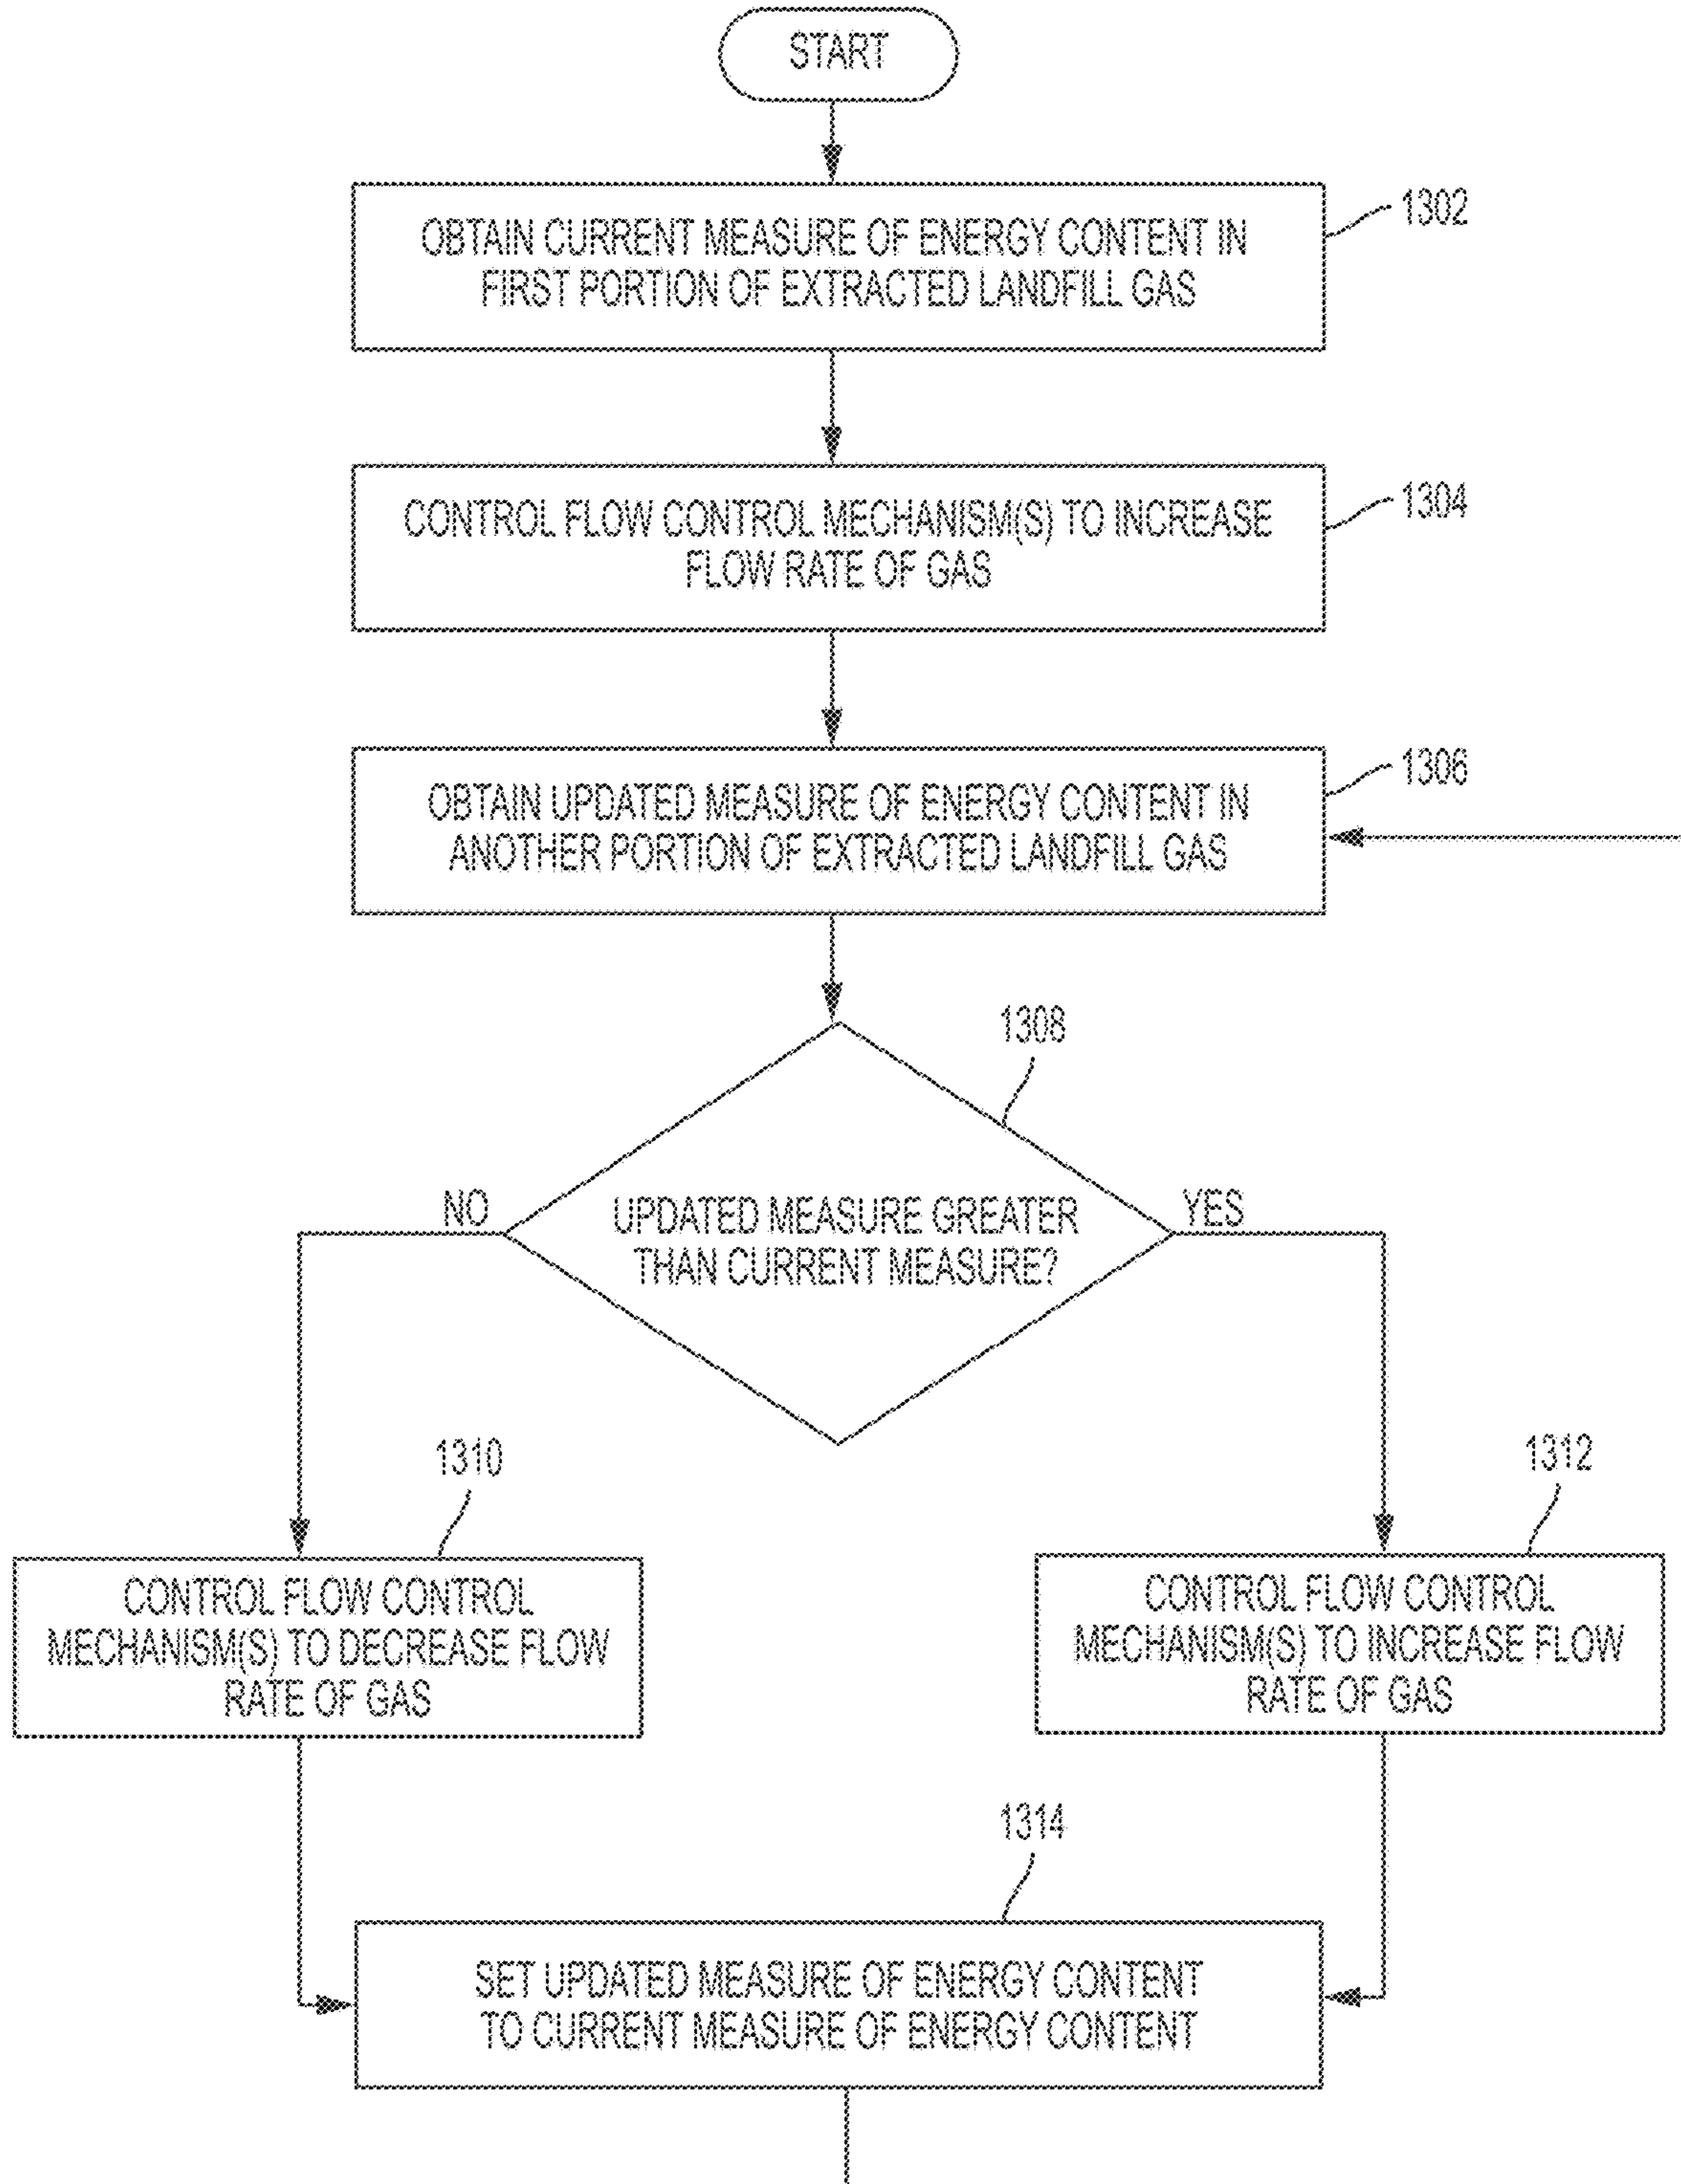 START
OBTAIN CURRENT MEASURE OF ENERGY CONTENT IN
FIRST PORTION OF EXTRACTED LANDFILL GAS
1302
CONTROL FLOW CONTROL MECHANISM(S) TO INCREASE
FLOW RATE OF GAS
1304
OBTAIN UPDATED MEASURE OF ENERGY CONTENT IN
ANOTHER PORTION OF EXTRACTED LANDFILL GAS
1306
1308
NO
UPDATED MEASURE GREATER
THAN CURRENT MEASURE?
YES
1310
CONTROL FLOW CONTROL
MECHANISM(S) TO DECREASE FLOW
RATE OF GAS
1312
CONTROL FLOW CONTROL
MECHANISM(S) TO INCREASE FLOW
RATE OF GAS
1314
SET UPDATED MEASURE OF ENERGY CONTENT
TO CURRENT MEASURE OF ENERGY CONTENT